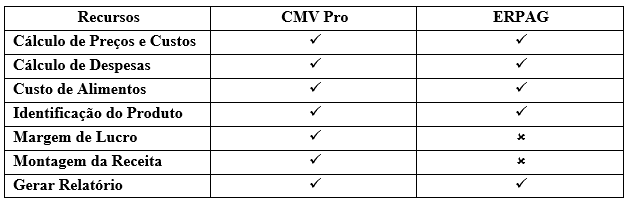 Recursos CMV Pro ERPAG
Cálculo de Preços e Custos ✓ ✓
Cálculo de Despesas ✓ ✓
Custo de Alimentos ✓ ✓
Identificação do Produto ✓ ✓
Margem de Lucro ✓ ×
Montagem da Receita ✓ ×
Gerar Relatório ✓ ✓